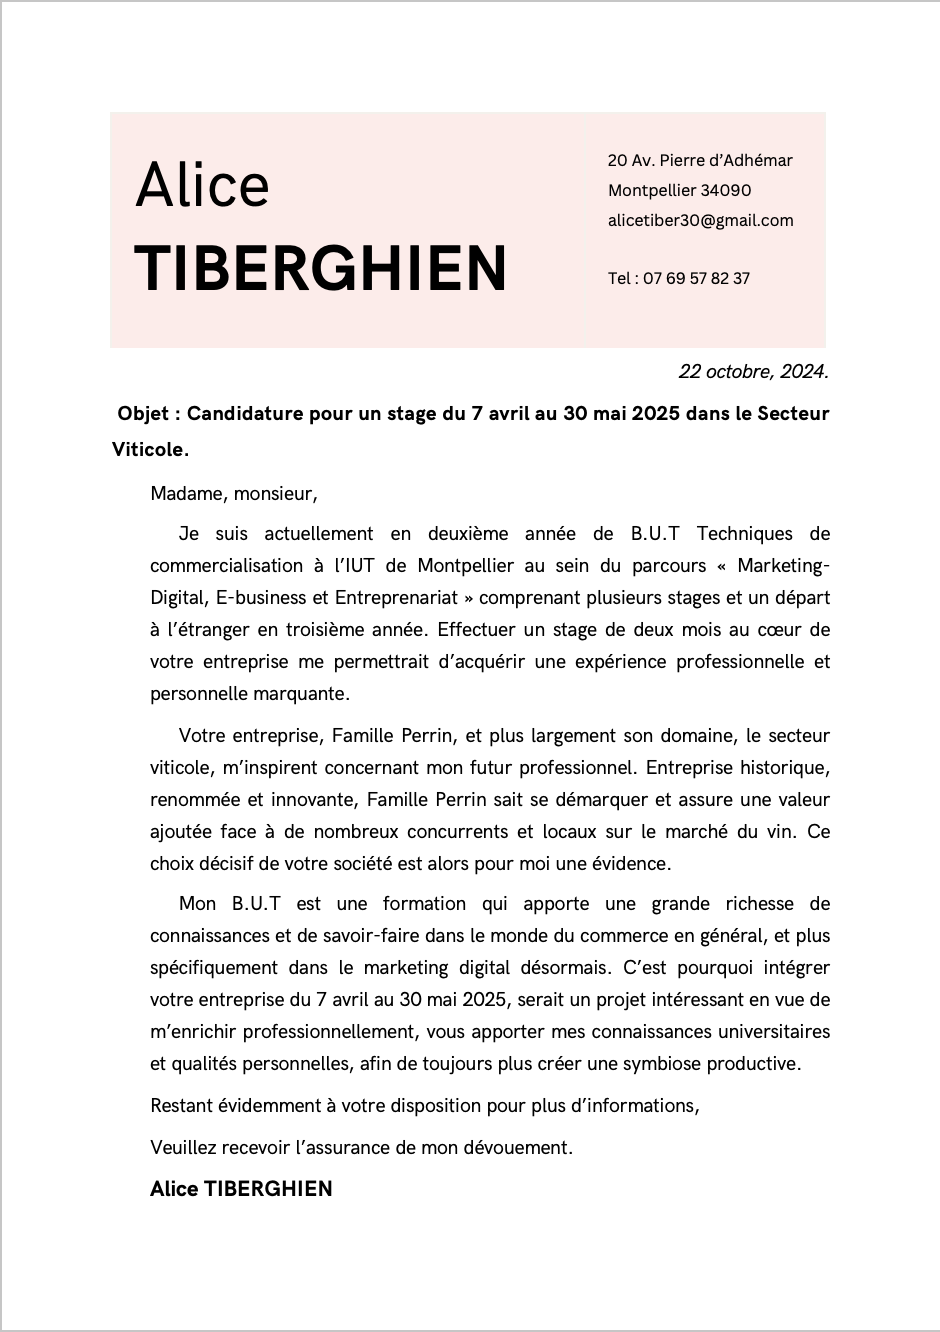 Alice
TIBERGHIEN
20 Av. Pierre d’Adhémar
Montpellier 34090
alicetiber30@gmail.com
Tel : 07 69 57 82 37
22 octobre, 2024.
Objet : Candidature pour un stage du 7 avril au 30 mai 2025 dans le Secteur
Viticole.
Madame, monsieur,
Je suis actuellement en deuxième année de B.U.T Techniques de
commercialisation à l’IUT de Montpellier au sein du parcours « Marketing-
Digital, E-business et Entreprenariat » comprenant plusieurs stages et un départ
à l’étranger en troisième année. Effectuer un stage de deux mois au cœur de
votre entreprise me permettrait d’acquérir une expérience professionnelle et
personnelle marquante.
Votre entreprise, Famille Perrin, et plus largement son domaine, le secteur
viticole, m’inspirent concernant mon futur professionnel. Entreprise historique,
renommée et innovante, Famille Perrin sait se démarquer et assure une valeur
ajoutée face à de nombreux concurrents et locaux sur le marché du vin. Ce
choix décisif de votre société est alors pour moi une évidence.
Mon B.U.T est une formation qui apporte une grande richesse de
connaissances et de savoir-faire dans le monde du commerce en général, et plus
spécifiquement dans le marketing digital désormais. C’est pourquoi intégrer
votre entreprise du 7 avril au 30 mai 2025, serait un projet intéressant en vue de
m’enrichir professionnellement, vous apporter mes connaissances universitaires
et qualités personnelles, afin de toujours plus créer une symbiose productive.
Restant évidemment à votre disposition pour plus d’informations,
Veuillez recevoir l’assurance de mon dévouement.
Alice TIBERGHIEN